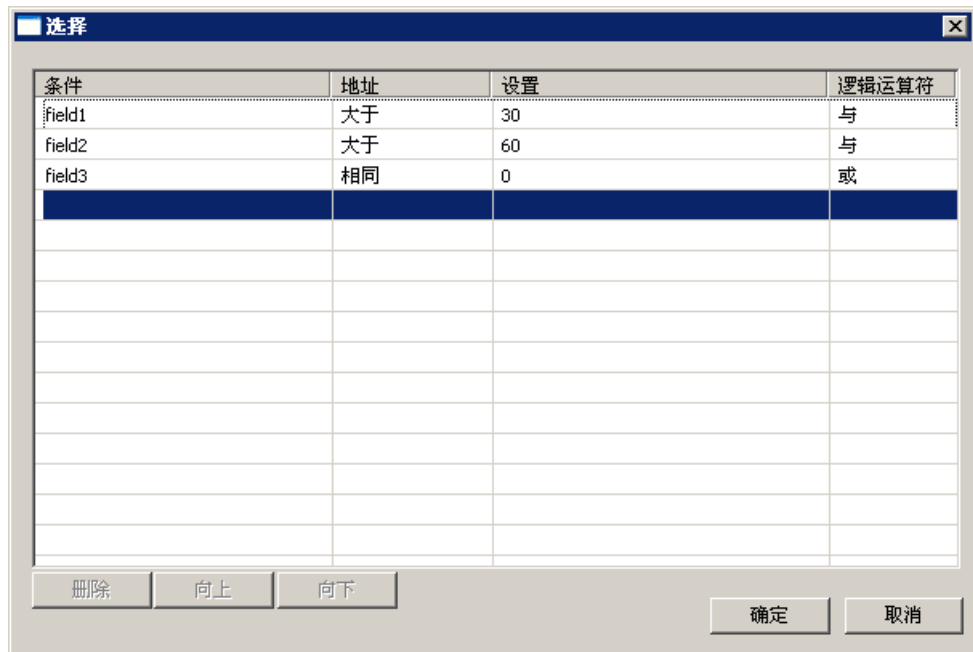 选择
条件 地址 设置 逻辑运算符
field1 大于 30 与
field2 大于 60 与
field3 相同 0 或
删除 向上 向下
确定 取消